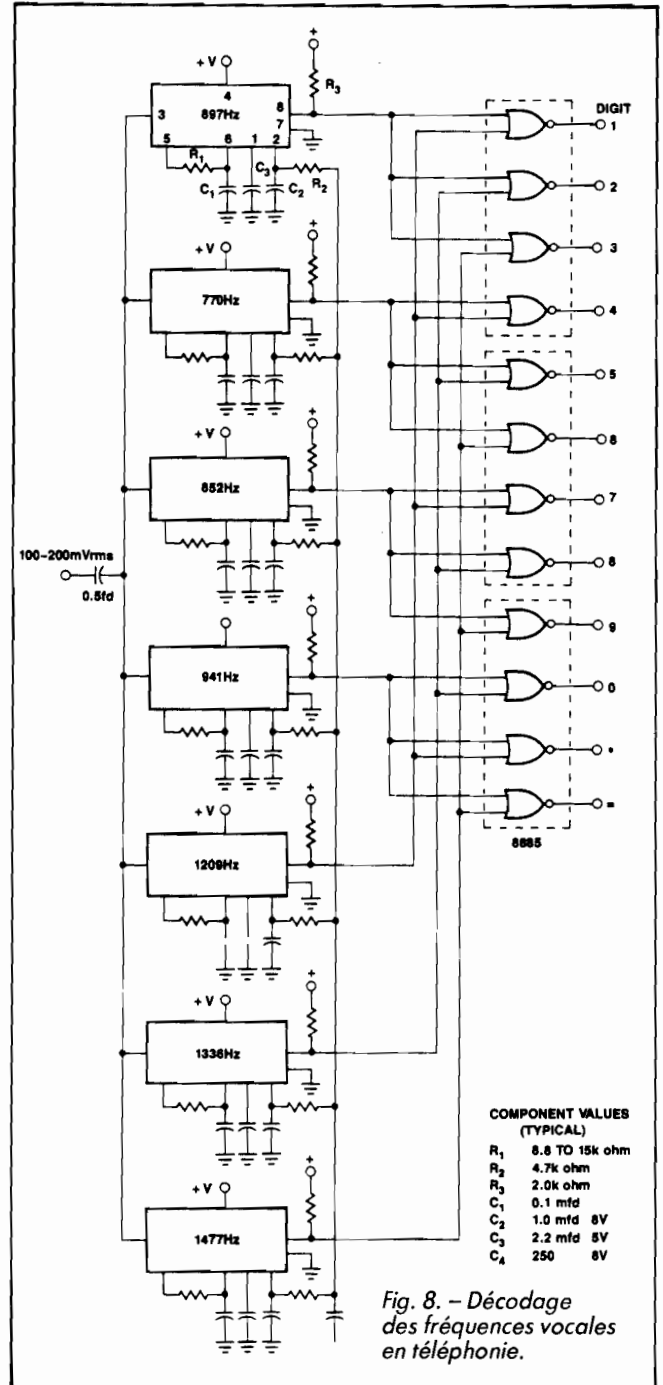 +
+ V
R3
4
3 897Hz 8
7
5 6 1 2
R1
C3
R2
C1 C2
DIGIT
1
2
3
4
+ V
+
770Hz
5
8
+ V
+
852Hz
7
8
100-200mVrms
0.5fd
+
941Hz
9
0
*
=
8885
+ V
+
1209Hz
+ V
+
1336Hz
+ V
+
1477Hz
COMPONENT VALUES
(TYPICAL)
R1 8.8 TO 15k ohm
R2 4.7k ohm
R3 2.0k ohm
C1 0.1 mfd
C2 1.0 mfd 8V
C3 2.2 mfd 5V
C4 250 8V
Fig. 8. – Décodage
des fréquences vocales
en téléphonie.